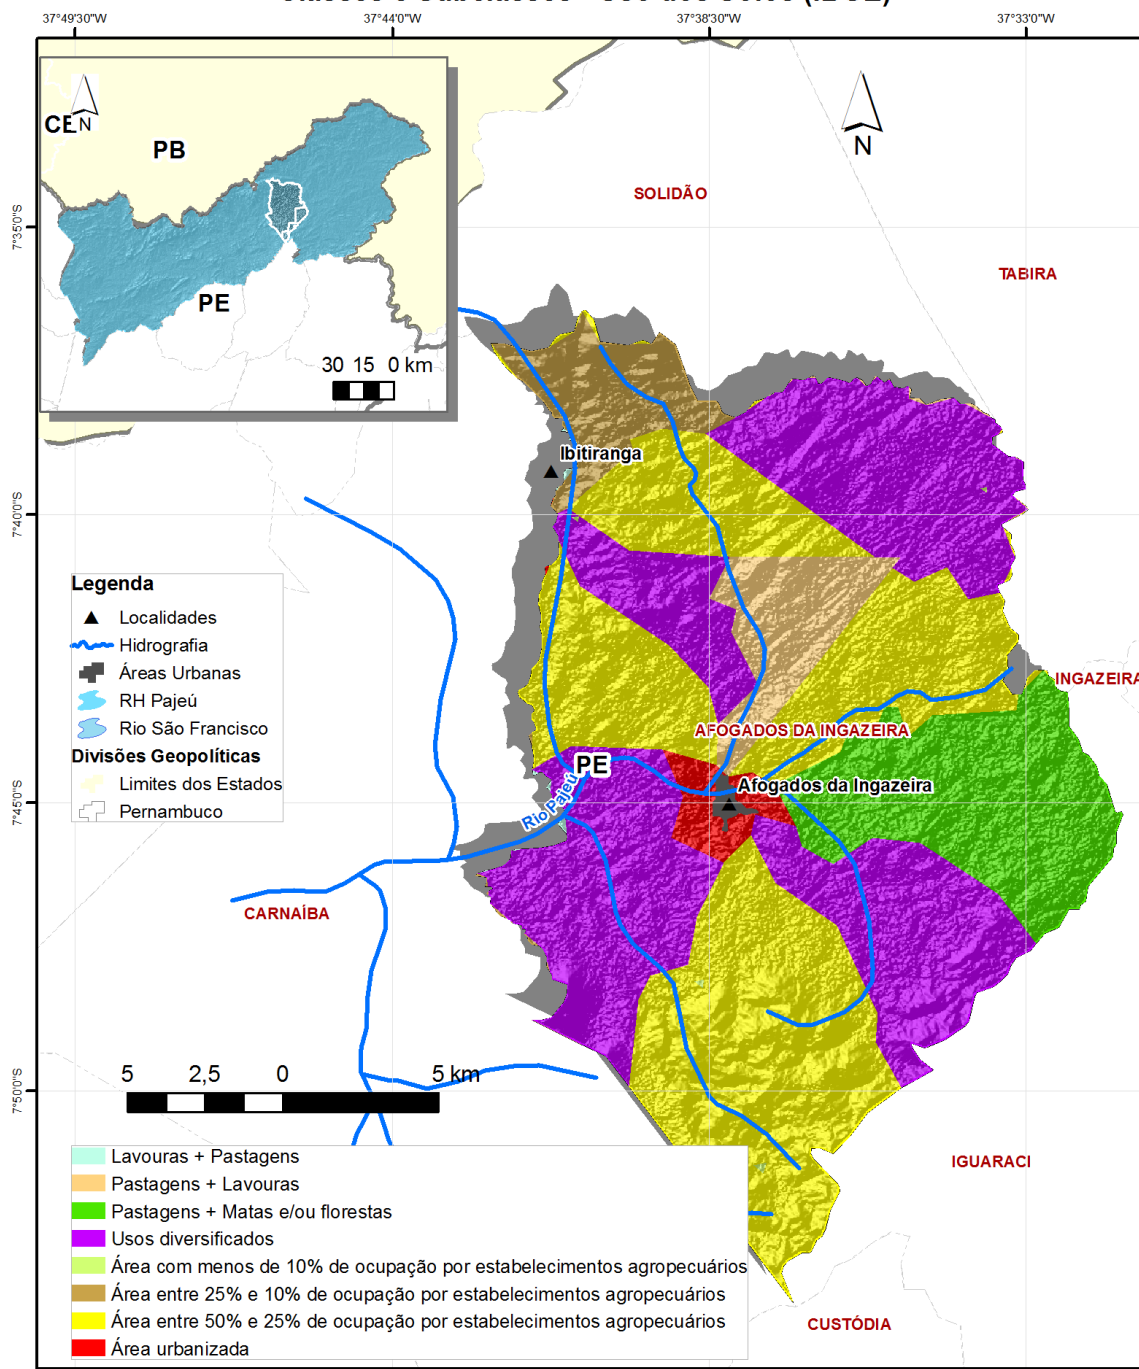 37°49'30"W
37°44'0"W
37°38'30"W
37°33'0"W
CE
N
PB
PE
30 15 0 km
N
SOLIDÃO
TABIRA
7°35'0"S
Ibitiranga
7°40'0"S
Legenda
Localidades
Hidrografia
Áreas Urbanas
RH Pajeú
Rio São Francisco
Divisões Geopolíticas
Limites dos Estados
Pernambuco
INGAZEIRA
AFOGADOS DA INGAZEIRA
PE
Afogados da Ingazeira
Rio Pajeú
7°45'0"S
CARNAÍBA
5 2,5 0 5 km
7°50'0"S
IGUARACI
Lavouras + Pastagens
Pastagens + Lavouras
Pastagens + Matas e/ou florestas
Usos diversificados
Área com menos de 10% de ocupação por estabelecimentos agropecuários
Área entre 25% e 10% de ocupação por estabelecimentos agropecuários
Área entre 50% e 25% de ocupação por estabelecimentos agropecuários
Área urbanizada
CUSTÓDIA